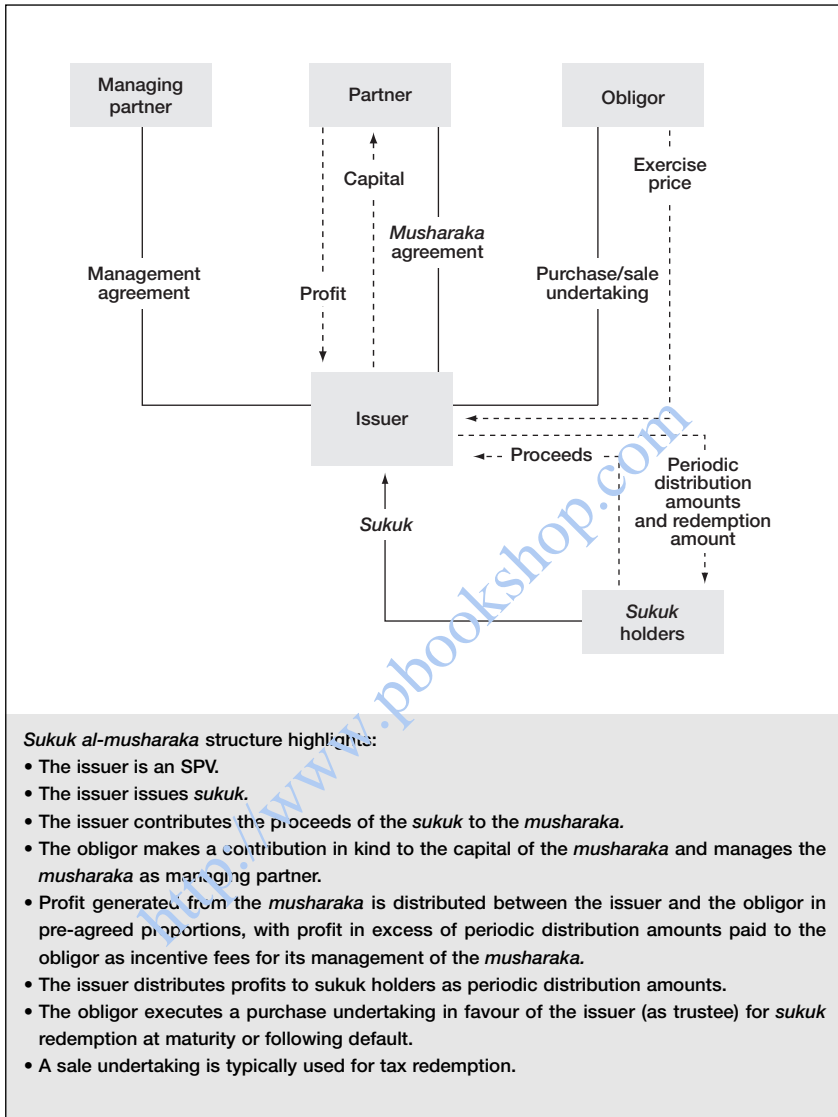 Managing
partner
Partner
Obligor
Exercise
price
Capital
Musharaka
agreement
Management
agreement
Profit
Purchase/sale
undertaking
Issuer
Proceeds
Periodic
distribution
amounts
and redemption
amount
Sukuk
Sukuk
holders
http://www.pbookshop.com
Sukuk al-musharaka structure highlights:
• The issuer is an SPV.
• The issuer issues sukuk.
• The issuer contributes the proceeds of the sukuk to the musharaka.
• The obligor makes a contribution in kind to the capital of the musharaka and manages the
musharaka as managing partner.
• Profit generated from the musharaka is distributed between the issuer and the obligor in
pre-agreed proportions, with profit in excess of periodic distribution amounts paid to the
obligor as incentive fees for its management of the musharaka.
• The issuer distributes profits to sukuk holders as periodic distribution amounts.
• The obligor executes a purchase undertaking in favour of the issuer (as trustee) for sukuk
redemption at maturity or following default.
• A sale undertaking is typically used for tax redemption.